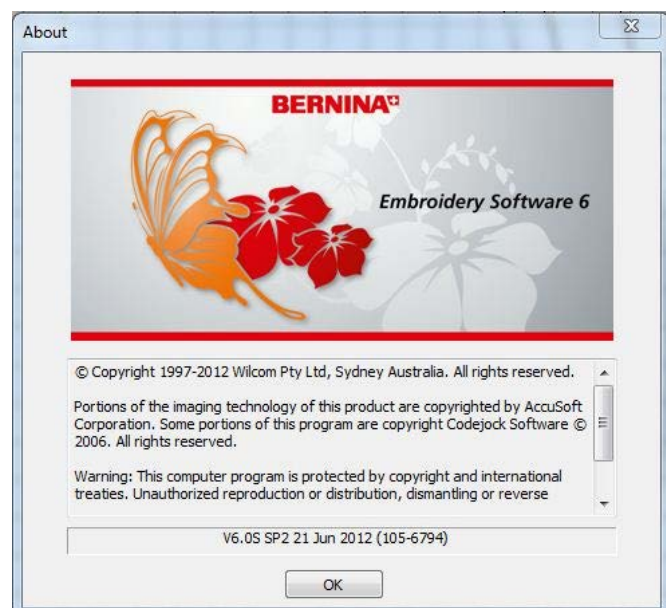 About
BERNINA
Embroidery Software 6
© Copyright 1997-2012 Wilcom Pty Ltd, Sydney Australia. All rights reserved.
Portions of the imaging technology of this product are copyrighted by AccuSoft
Corporation. Some portions of this program are copyright Codejock Software ©
2006. All rights reserved.
Warning: This computer program is protected by copyright and international
treaties. Unauthorized reproduction or distribution, dismantling or reverse
V6.0S SP2 21 Jun 2012 (105-6794)
OK